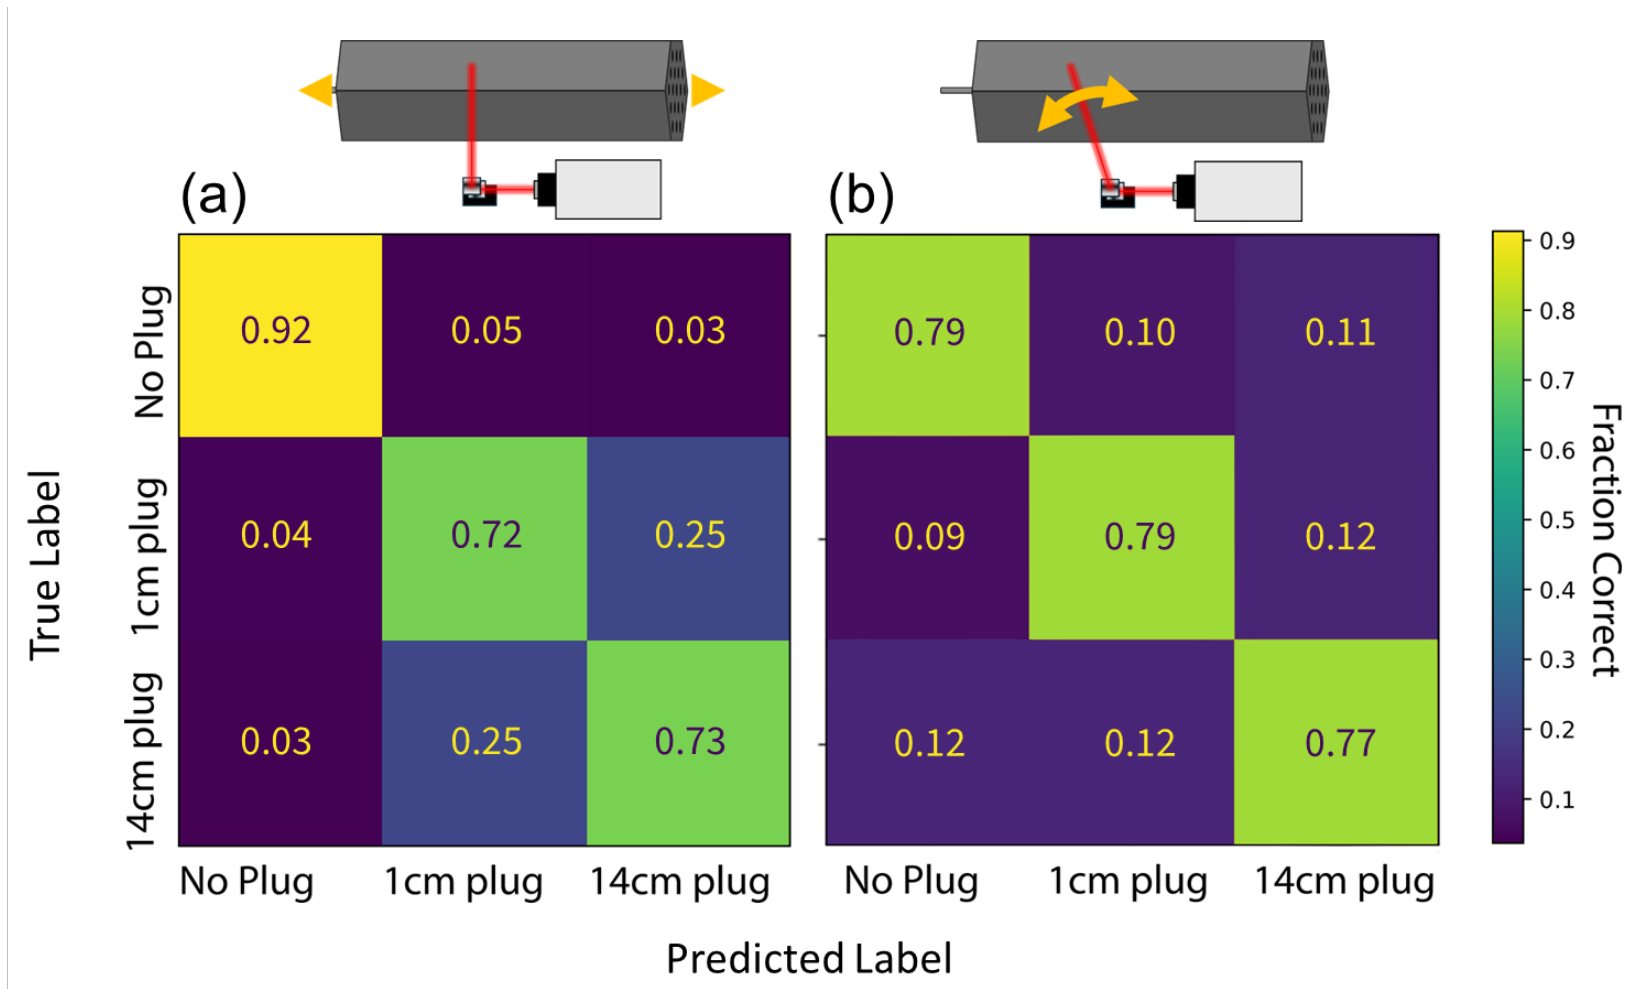 (a)
(b)
True Label
No Plug
0.92 0.05 0.03
1cm plug
0.04 0.72 0.25
14cm plug
0.03 0.25 0.73
No Plug 1cm plug 14cm plug
0.79 0.10 0.11
0.09 0.79 0.12
0.12 0.12 0.77
No Plug 1cm plug 14cm plug
0.9
0.8
0.7
0.6
0.5
0.4
0.3
0.2
0.1
Fraction Correct
Predicted Label